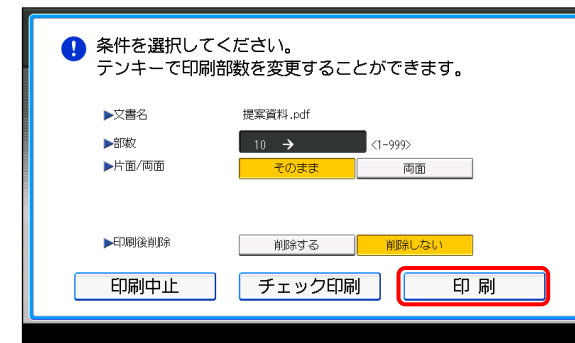 条件を選択してください。
テンキーで印刷部数を変更することができます。
▶文書名 提案資料.pdf
▶部数 10 → <1-999>
▶片面/両面 そのまま 両面
▶印刷後削除 削除する 削除しない
印刷中止 チェック印刷 印 刷